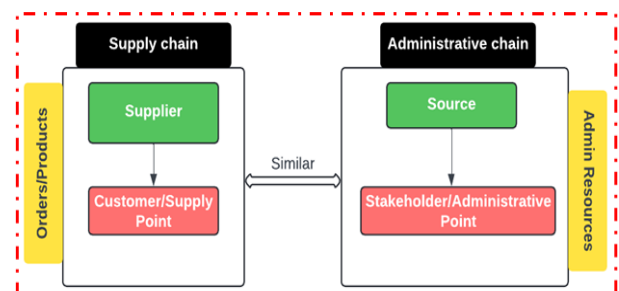 Supply chain
Administrative chain
Orders/Products
Supplier
Customer/Supply
Point
Similar
Source
Stakeholder/Administrative
Point
Admin Resources